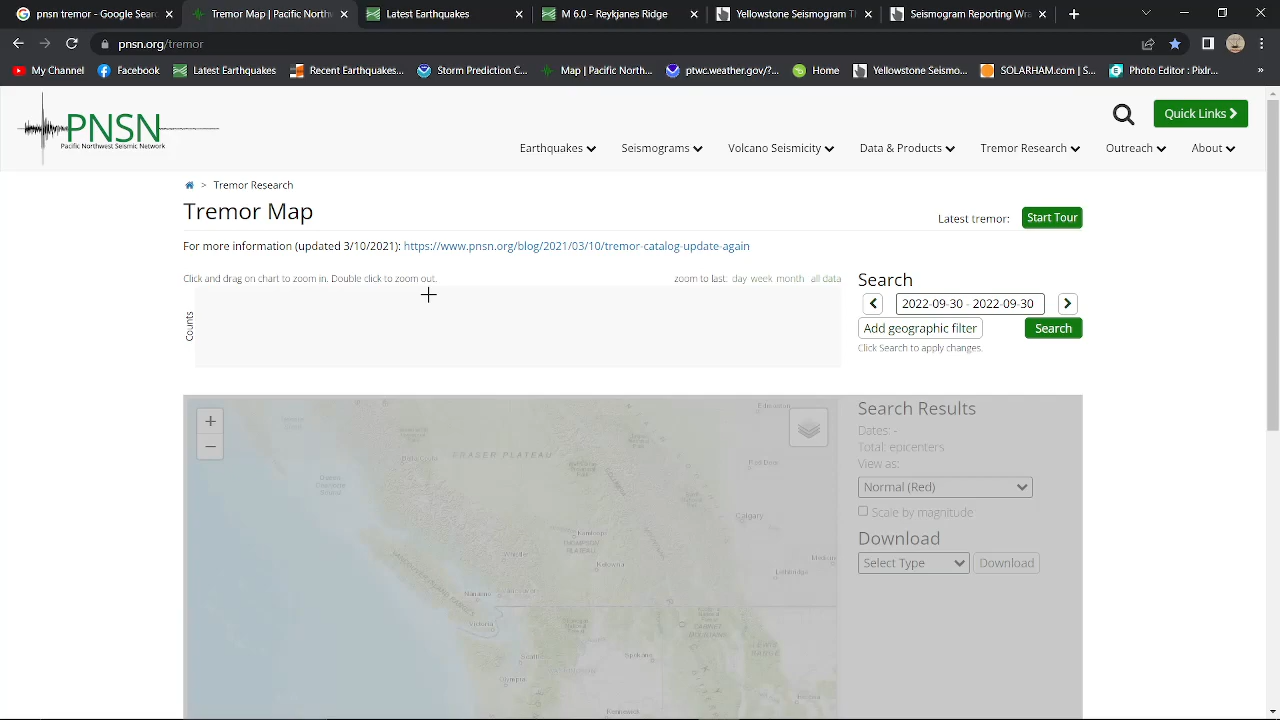 pnsn tremor - Google Searc
Tremor Map | Pacific North
Latest Earthquakes
M 6.0 - Reykjanes Ridge
Yellowstone Seismogram T
Seismogram Reporting Wra
pnsn.org/tremor
My Channel
Facebook
Latest Earthquakes
Recent Earthquakes...
Storm Prediction C...
Map | Pacific North...
ptwc.weather.gov/?...
Home
Yellowstone Seismo...
SOLARHAM.com | S...
Photo Editor : Pixlr...
PNSN
Pacific Northwest Seismic Network
Quick Links
Earthquakes
Seismograms
Volcano Seismicity
Data & Products
Tremor Research
Outreach
About
> Tremor Research
Tremor Map
Latest tremor:
Start Tour
For more information (updated 3/10/2021): https://www.pnsn.org/blog/2021/03/10/tremor-catalog-update-again
Click and drag on chart to zoom in. Double click to zoom out.
zoom to last: day week month all data
Counts
Search
2022-09-30 - 2022-09-30
Add geographic filter
Search
Click Search to apply changes.
+
−
FRASER PLATEAU
Calgary
Kamloops
Kelowna
Whistler
Nanaimo
Victoria
Spokane
Olympia
Search Results
Dates: -
Total: epicenters
View as:
Normal (Red)
Scale by magnitude
Download
Select Type
Download